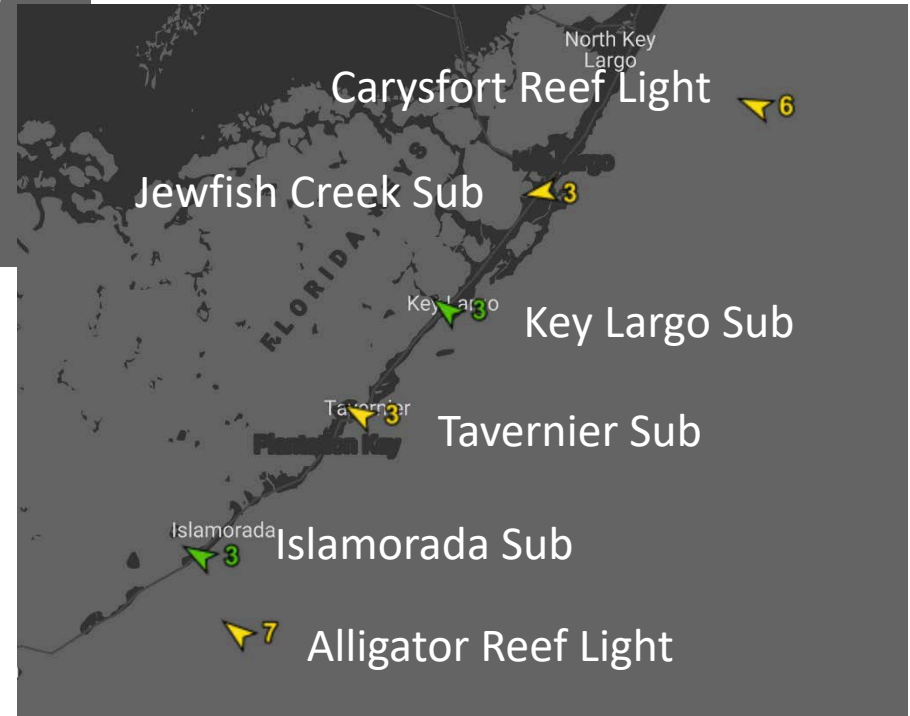 North Key
Largo
Carysfort Reef Light
6
Jewfish Creek Sub
3
FLORIDA KEYS
Key Largo
3
Key Largo Sub
Tavernier
3
Tavernier Sub
Plantation Key
Islamorada
3
Islamorada Sub
7
Alligator Reef Light